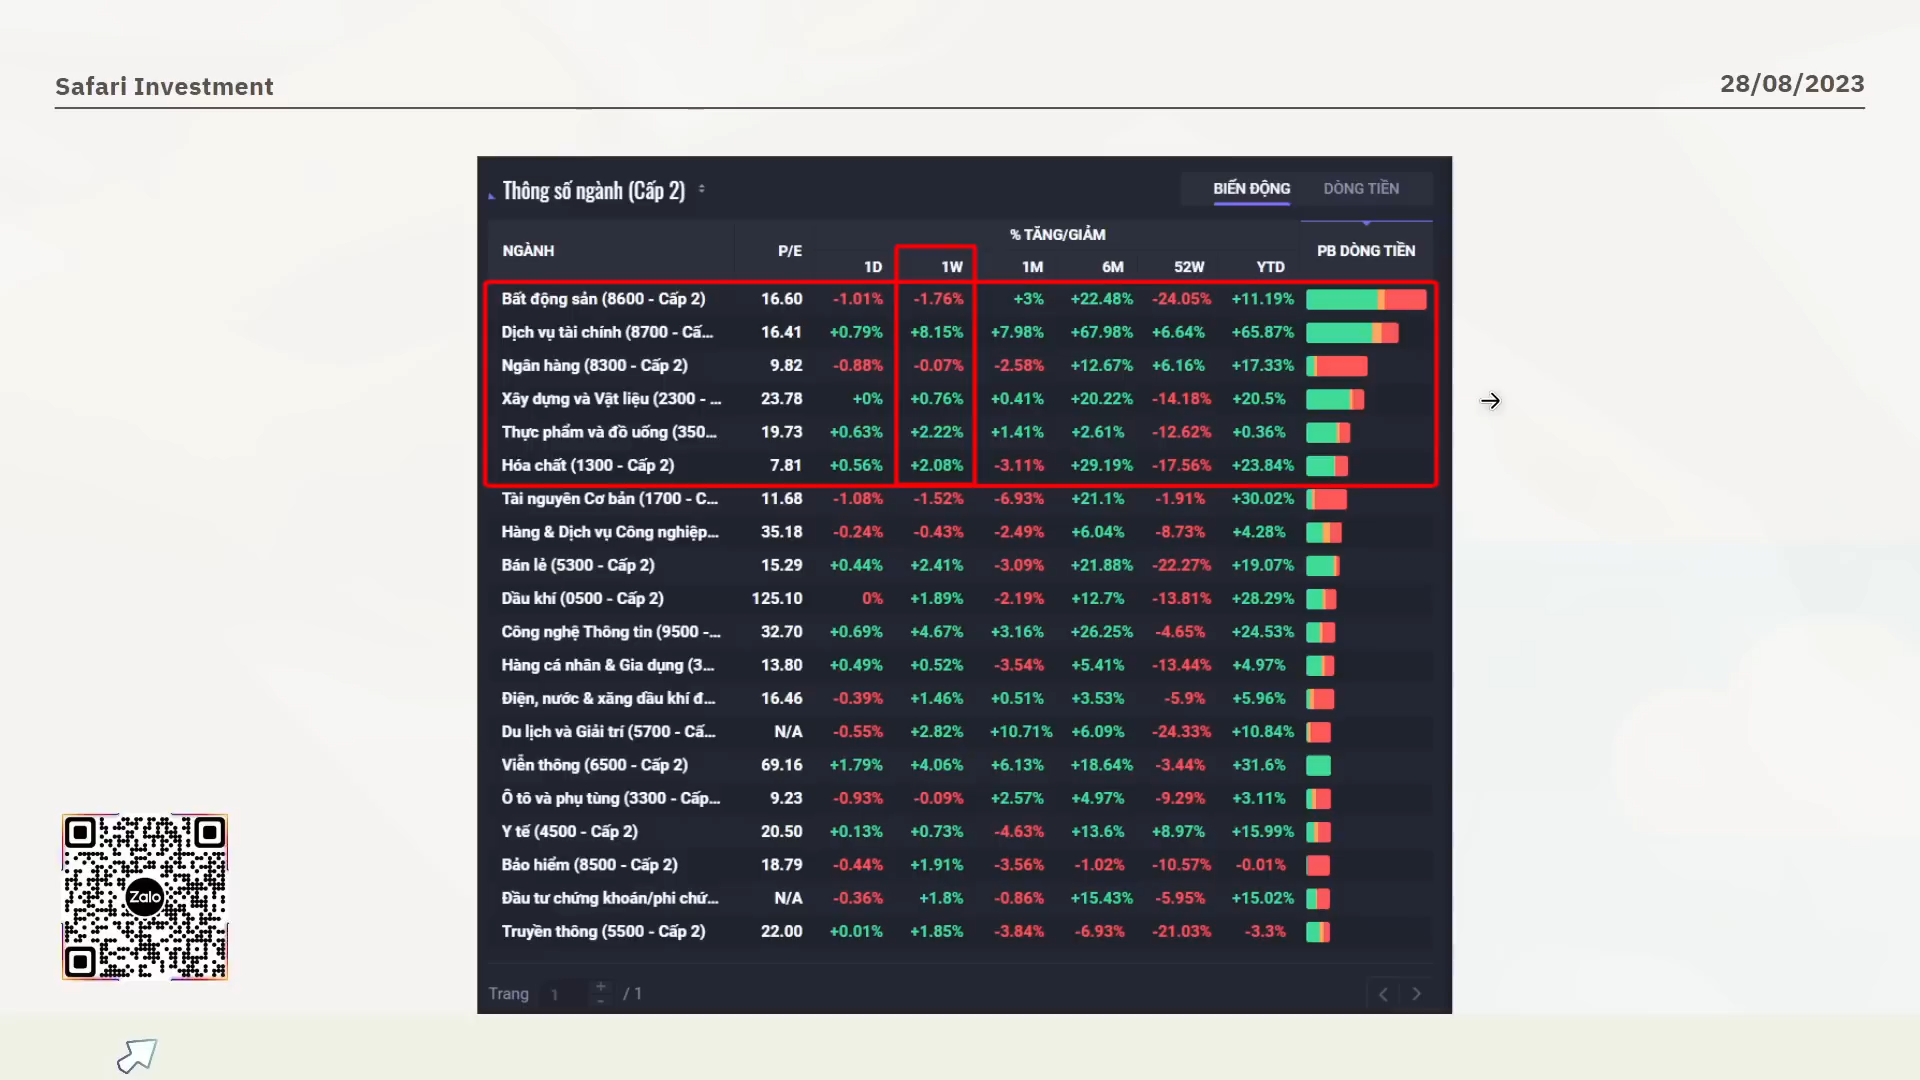 Safari Investment
28/08/2023
Thông số ngành (Cấp 2)
BIẾN ĐỘNG DÒNG TIỀN
NGÀNH P/E % TĂNG/GIẢM PB DÒNG TIỀN
1D 1W 1M 6M 52W YTD
Bất động sản (8600 - Cấp 2) 16.60 -1.01% -1.76% +3% +22.48% -24.05% +11.19%
Dịch vụ tài chính (8700 - Cấ... 16.41 +0.79% +8.15% +7.98% +67.98% +6.64% +65.87%
Ngân hàng (8300 - Cấp 2) 9.82 -0.88% -0.07% -2.58% +12.67% +6.16% +17.33%
Xây dựng và Vật liệu (2300 - ... 23.78 +0% +0.76% +0.41% +20.22% -14.18% +20.5%
Thực phẩm và đồ uống (350... 19.73 +0.63% +2.22% +1.41% +2.61% -12.62% +0.36%
Hóa chất (1300 - Cấp 2) 7.81 +0.56% +2.08% -3.11% +29.19% -17.56% +23.84%
Tài nguyên Cơ bản (1700 - C... 11.68 -1.08% -1.52% -6.93% +21.1% -1.91% +30.02%
Hàng & Dịch vụ Công nghiệp... 35.18 -0.24% -0.43% -2.49% +6.04% -8.73% +4.28%
Bán lẻ (5300 - Cấp 2) 15.29 +0.44% +2.41% -3.09% +21.88% -22.27% +19.07%
Dầu khí (0500 - Cấp 2) 125.10 0% +1.89% -2.19% +12.7% -13.81% +28.29%
Công nghệ Thông tin (9500 -... 32.70 +0.69% +4.67% +3.16% +26.25% -4.65% +24.53%
Hàng cá nhân & Gia dụng (3... 13.80 +0.49% +0.52% -3.54% +5.41% -13.44% +4.97%
Điện, nước & xăng dầu khí đ... 16.46 -0.39% +1.46% +0.51% +3.53% -5.9% +5.96%
Du lịch và Giải trí (5700 - Cấ... N/A -0.55% +2.82% +10.71% +6.09% -24.33% +10.84%
Viễn thông (6500 - Cấp 2) 69.16 +1.79% +4.06% +6.13% +18.64% -3.44% +31.6%
Ô tô và phụ tùng (3300 - Cấp... 9.23 -0.93% -0.09% +2.57% +4.97% -9.29% +3.11%
Y tế (4500 - Cấp 2) 20.50 +0.13% +0.73% -4.63% +13.6% +8.97% +15.99%
Bảo hiểm (8500 - Cấp 2) 18.79 -0.44% +1.91% -3.56% -1.02% -10.57% -0.01%
Đầu tư chứng khoán/phi chứ... N/A -0.36% +1.8% -0.86% +15.43% -5.95% +15.02%
Truyền thông (5500 - Cấp 2) 22.00 +0.01% +1.85% -3.84% -6.93% -21.03% -3.3%
Trang 1 + - / 1
Zalo